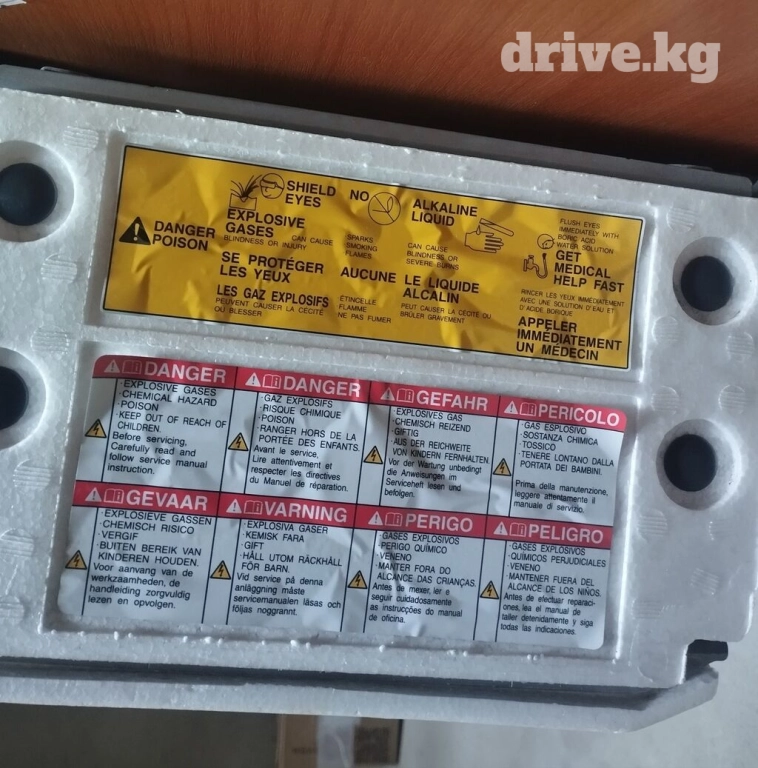 drive.kg
DANGER
POISON
SHIELD
EYES
EXPLOSIVE
GASES
CAN CAUSE
BLINDNESS OR INJURY
NO
SPARKS
SMOKING
FLAMES
ALKALINE
LIQUID
CAN CAUSE
BLINDNESS OR
SEVERE BURNS
FLUSH EYES
IMMEDIATELY WITH
BORIC ACID
WATER SOLUTION
GET
MEDICAL
HELP FAST
SE PROTÉGER
LES YEUX
LES GAZ EXPLOSIFS
PEUVENT CAUSER LA CÉCITÉ
OU BLESSER
AUCUNE
ÉTINCELLE
FLAMME
NE PAS FUMER
LE LIQUIDE
ALCALIN
PEUT CAUSER LA CÉCITÉ OU
BRÛLER GRAVEMENT
RINCER LES YEUX IMMÉDIATEMENT
AVEC UNE SOLUTION D'EAU ET
D'ACIDE BORIQUE
APPELER
IMMÉDIATEMENT
UN MÉDECIN
DANGER
·EXPLOSIVE GASES
·CHEMICAL HAZARD
·POISON
·KEEP OUT OF REACH OF
CHILDREN.
Before servicing,
Carefully read and
follow service manual
instruction.
DANGER
·GAZ EXPLOSIFS
·RISQUE CHIMIQUE
·POISON
·RANGER HORS DE LA
PORTÉE DES ENFANTS.
Avant le service,
Lire attentivement et
respecter les directives
du Manuel de réparation.
GEFAHR
·EXPLOSIVES GAS
·CHEMISCH REIZEND
·GIFTIG
·AUS DER REICHWEITE
VON KINDERN FERNHALTEN.
Vor der Wartung unbedingt
die Anweisungen im
Serviceheft lesen und
befolgen.
PERICOLO
·GAS ESPLOSIVO
·SOSTANZA CHIMICA
·TOSSICO
·TENERE LONTANO DALLA
PORTATA DEI BAMBINI.
Prima della manutenzione,
leggere attentamente il
manuale di servizio.
GEVAAR
·EXPLOSIEVE GASSEN
·CHEMISCH RISICO
·VERGIF
·BUITEN BEREIK VAN
KINDEREN HOUDEN.
Voor aanvang van de
werkzaamheden, de
handleiding zorgvuldig
lezen en opvolgen.
VARNING
·EXPLOSIVA GASER
·KEMISK FARA
·GIFT
·HÅLL UTOM RÄCKHÅLL
FÖR BARN.
Vid service på denna
anläggning måste
servicemanualen läsas och
följas noggrannt.
PERIGO
·GASES EXPLOSIVOS
·PERIGO QUÍMICO
·VENENO
·MANTER FORA DO
ALCANCE DAS CRIANÇAS.
Antes de mexer, ler e
seguir cuidadosamente
as instrucções do manual
de oficina.
PELIGRO
·GASES EXPLOSIVOS
·QUÍMICOS PERJUDICIALES
·VENENO
·MANTENER FUERA DEL
ALCANCE DE LOS NIÑOS.
Antes de efectuar reparaci-
ones, lea el manual de
taller detenidamente y siga
todas las indicaciones.